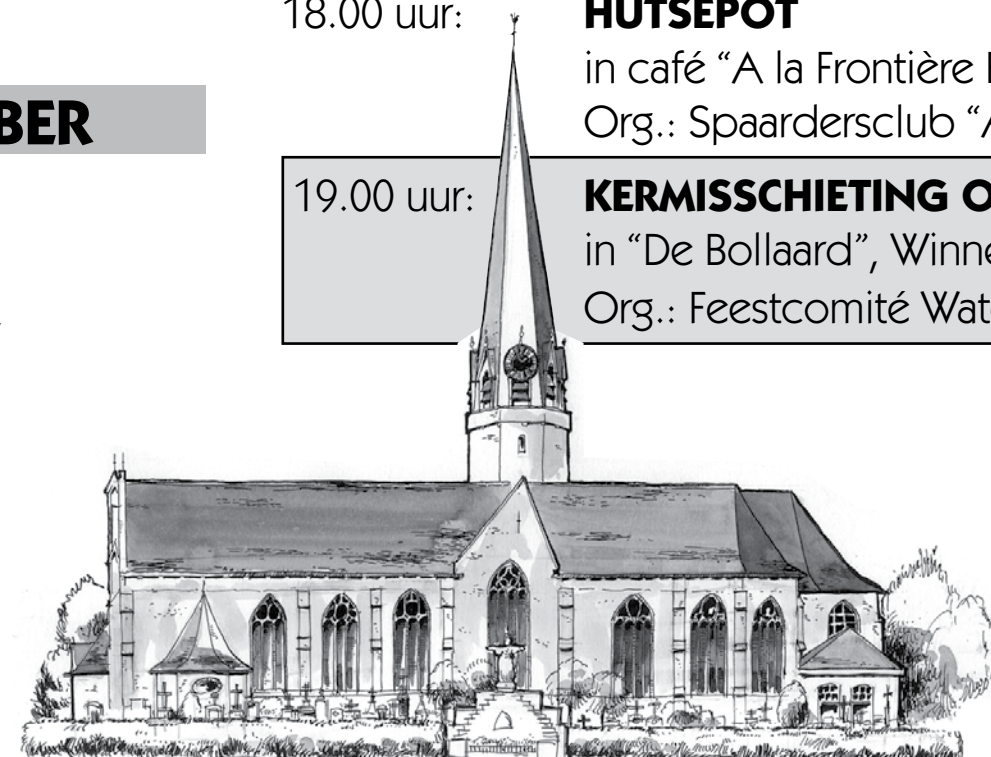 18.00 uur: HUTSEPOT
in café “A la Frontière
Org.: Spaardersclub “A
BER
19.00 uur: KERMISSCHIETING O
in “De Bollaard”, Winne
Org.: Feestcomité Wat